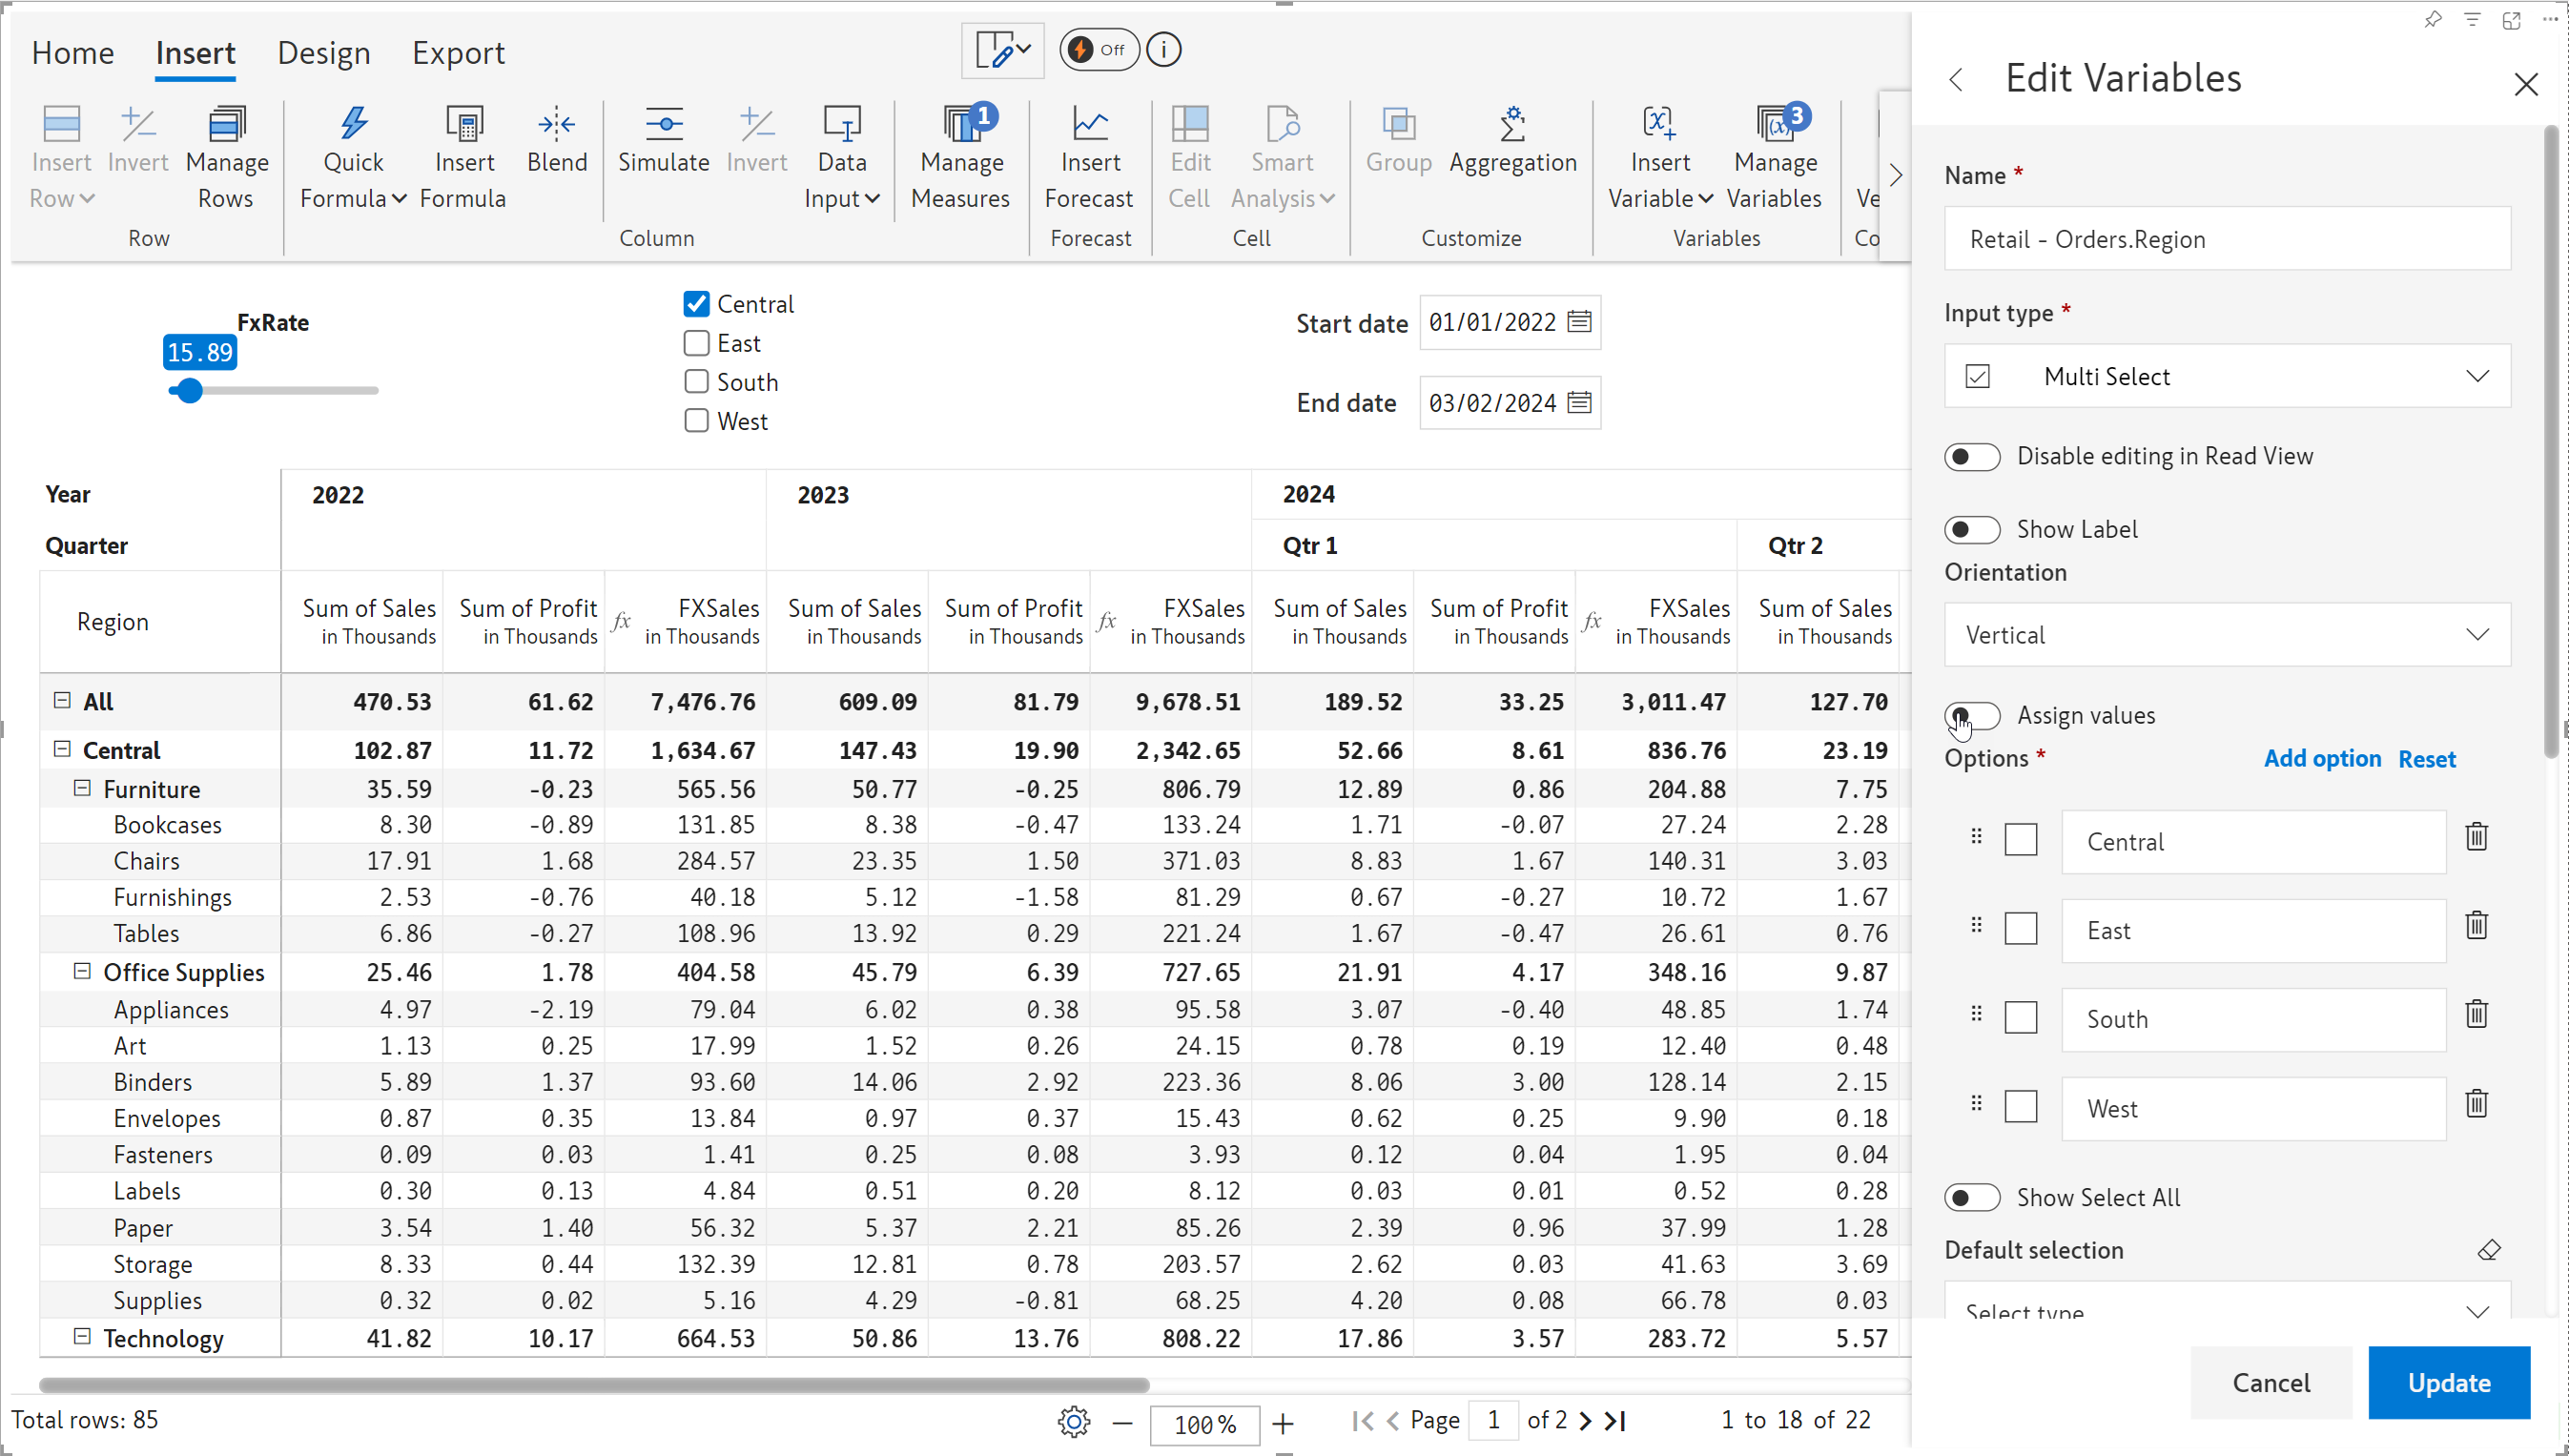 Home Insert Design Export
Off
Insert Row
Invert
Manage Rows
Row
Quick Formula
Insert Formula
Blend
Simulate
Invert
Data Input
Column
1
Manage Measures
Insert Forecast
Forecast
Edit Cell
Smart Analysis
Cell
Group
Aggregation
Customize
Insert Variable
3
Manage Variables
Variables
Ve
Co
FxRate
15.89
Central
East
South
West
Start date 01/01/2022
End date 03/02/2024
Year 2022 2023 2024
Quarter Qtr 1 Qtr 2
Region Sum of Sales Sum of Profit fx FXSales Sum of Sales Sum of Profit fx FXSales Sum of Sales Sum of Profit fx FXSales Sum of Sales
in Thousands in Thousands in Thousands in Thousands in Thousands in Thousands in Thousands in Thousands in Thousands in Thousands
All 470.53 61.62 7,476.76 609.09 81.79 9,678.51 189.52 33.25 3,011.47 127.70
Central 102.87 11.72 1,634.67 147.43 19.90 2,342.65 52.66 8.61 836.76 23.19
Furniture 35.59 -0.23 565.56 50.77 -0.25 806.79 12.89 0.86 204.88 7.75
Bookcases 8.30 -0.89 131.85 8.38 -0.47 133.24 1.71 -0.07 27.24 2.28
Chairs 17.91 1.68 284.57 23.35 1.50 371.03 8.83 1.67 140.31 3.03
Furnishings 2.53 -0.76 40.18 5.12 -1.58 81.29 0.67 -0.27 10.72 1.67
Tables 6.86 -0.27 108.96 13.92 0.29 221.24 1.67 -0.47 26.61 0.76
Office Supplies 25.46 1.78 404.58 45.79 6.39 727.65 21.91 4.17 348.16 9.87
Appliances 4.97 -2.19 79.04 6.02 0.38 95.58 3.07 -0.40 48.85 1.74
Art 1.13 0.25 17.99 1.52 0.26 24.15 0.78 0.19 12.40 0.48
Binders 5.89 1.37 93.60 14.06 2.92 223.36 8.06 3.00 128.14 2.15
Envelopes 0.87 0.35 13.84 0.97 0.37 15.43 0.62 0.25 9.90 0.18
Fasteners 0.09 0.03 1.41 0.25 0.08 3.93 0.12 0.04 1.95 0.04
Labels 0.30 0.13 4.84 0.51 0.20 8.12 0.03 0.01 0.52 0.28
Paper 3.54 1.40 56.32 5.37 2.21 85.26 2.39 0.96 37.99 1.28
Storage 8.33 0.44 132.39 12.81 0.78 203.57 2.62 0.03 41.63 3.69
Supplies 0.32 0.02 5.16 4.29 -0.81 68.25 4.20 0.08 66.78 0.03
Technology 41.82 10.17 664.53 50.86 13.76 808.22 17.86 3.57 283.72 5.57
Total rows: 85
100%
Page 1 of 2
1 to 18 of 22
Edit Variables
Name *
Retail - Orders.Region
Input type *
Multi Select
Disable editing in Read View
Show Label
Orientation
Vertical
Assign values
Options * Add option Reset
Central
East
South
West
Show Select All
Default selection
Select type
Cancel Update